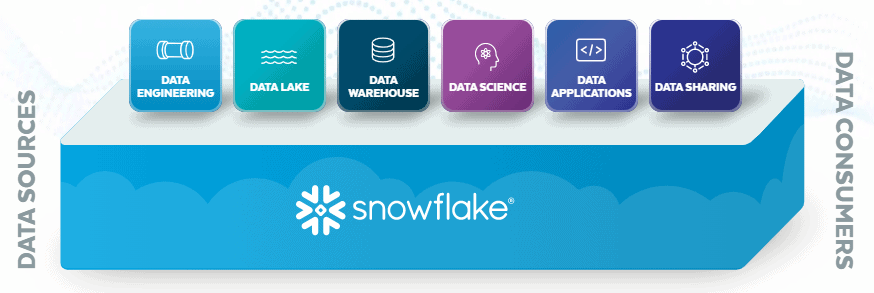 DATA SOURCES
DATA
ENGINEERING
DATA LAKE
DATA
WAREHOUSE
DATA SCIENCE
DATA
APPLICATIONS
DATA SHARING
snowflake®
DATA CONSUMERS